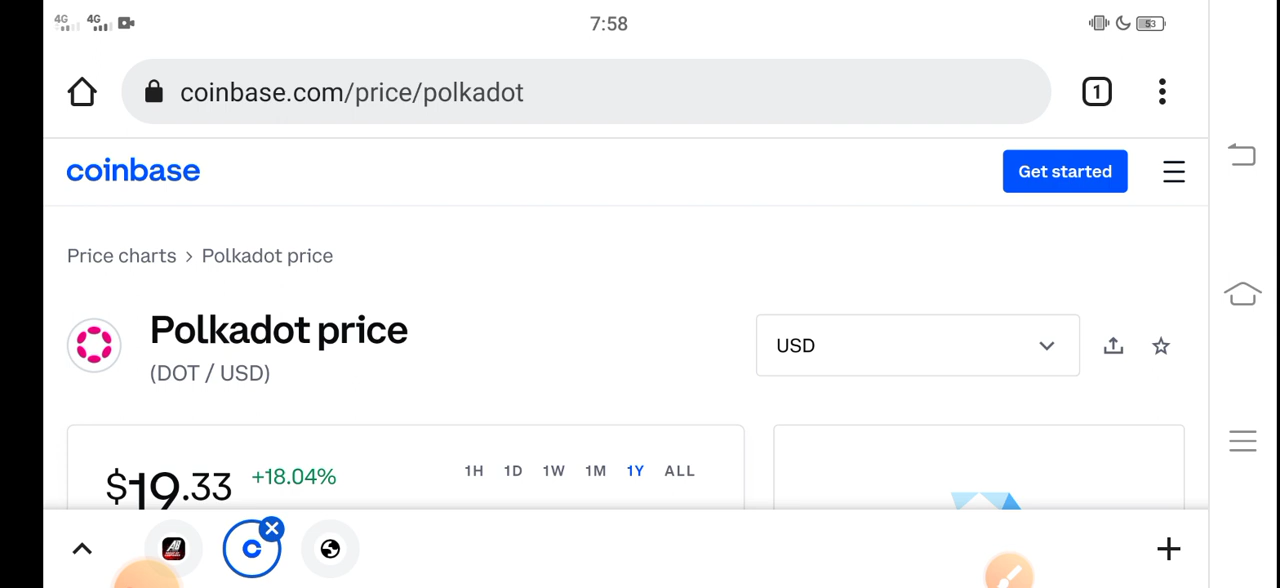 4G 4G 7:58 53
coinbase.com/price/polkadot 1
coinbase Get started
Price charts > Polkadot price
Polkadot price
(DOT / USD)
USD
$19.33 +18.04% 1H 1D 1W 1M 1Y ALL